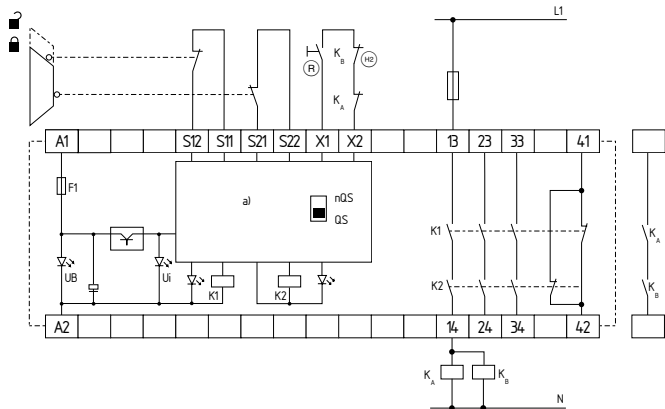 L1
K B
H2
R
K A
A1 S12 S11 S21 S22 X1 X2 13 23 33 41
F1
a)
nQS
QS
K1
K A
UB
Ui
K1
K2
K2
K B
A2 14 24 34 42
K A
K B
N